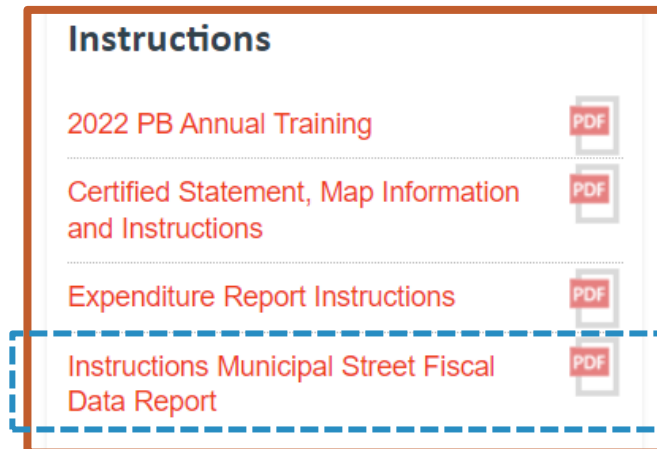 Instructions
2022 PB Annual Training
PDF
Certified Statement, Map Information
and Instructions
PDF
Expenditure Report Instructions
PDF
Instructions Municipal Street Fiscal
Data Report
PDF